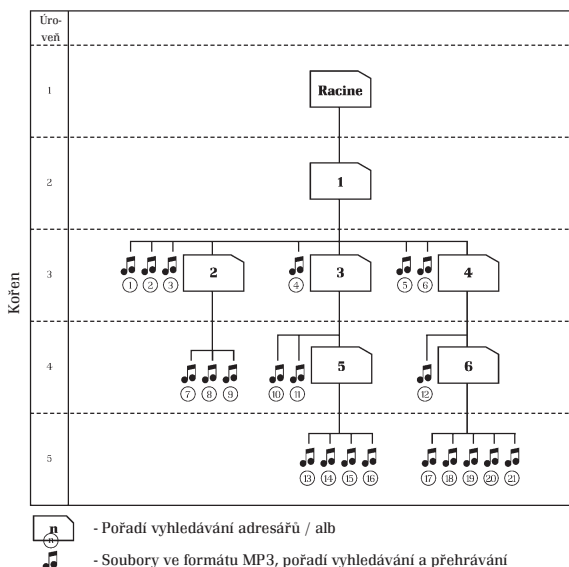 Úro-
veň
1
Racine
2
1
Kořen
3
① ② ③ 2 ④ 3 ⑤ ⑥ 4
4
⑦ ⑧ ⑨ ⑩ ⑪ 5 ⑫ 6
5
⑬ ⑭ ⑮ ⑯ ⑰ ⑱ ⑲ ⑳ ㉑
n - Pořadí vyhledávání adresářů / alb
n - Soubory ve formátu MP3, pořadí vyhledávání a přehrávání